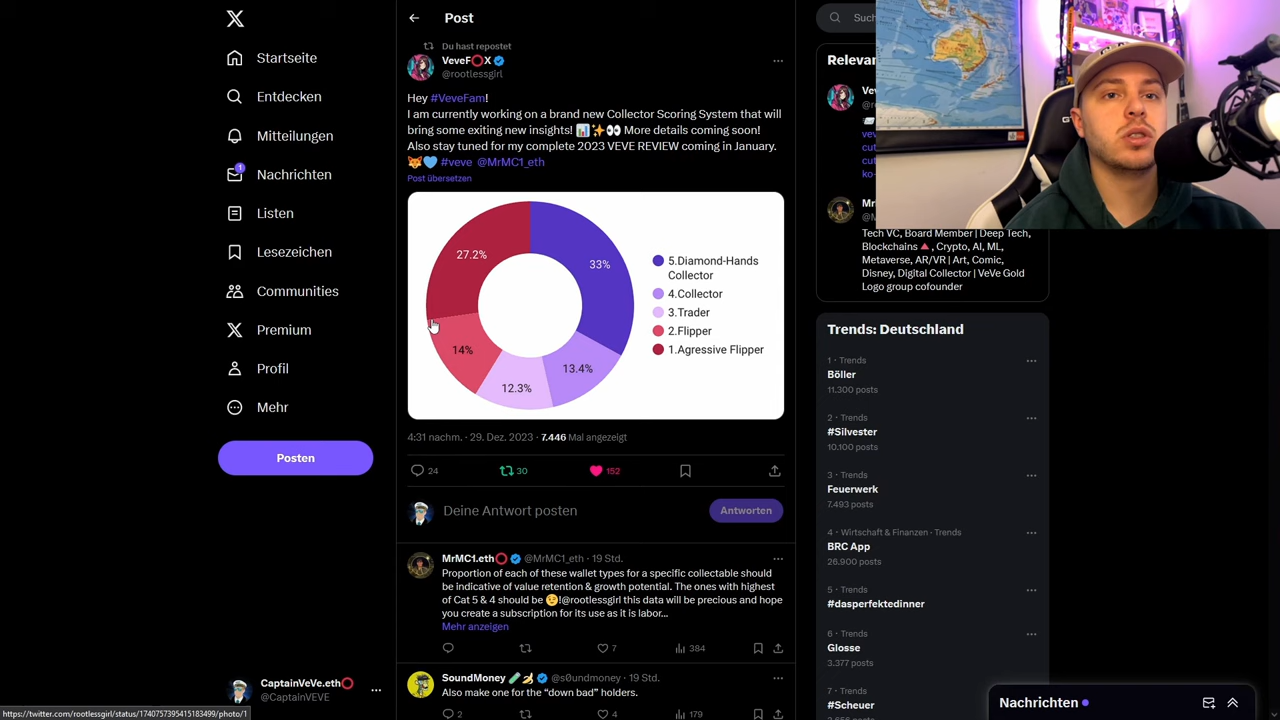 Startseite
Entdecken
Mitteilungen
1
Nachrichten
Listen
Lesezeichen
Communities
Premium
Profil
Mehr
Posten
CaptainVeVe.eth⭕
@CaptainVEVE
https://twitter.com/rootlessgirl/status/1740757395415183499/photo/1
Post
Du hast repostet
VeveF⭕X
@rootlessgirl
Hey #VeveFam!
I am currently working on a brand new Collector Scoring System that will
bring some exiting new insights! 📊✨👀 More details coming soon!
Also stay tuned for my complete 2023 VEVE REVIEW coming in January.
🦊💙 #veve @MrMC1_eth
Post übersetzen
27.2%
33%
14%
12.3%
13.4%
5.Diamond-Hands
Collector
4.Collector
3.Trader
2.Flipper
1.Agressive Flipper
4:31 nachm. · 29. Dez. 2023 · 7.446 Mal angezeigt
24
30
152
Deine Antwort posten
Antworten
MrMC1.eth⭕ @MrMC1_eth · 19 Std.
Proportion of each of these wallet types for a specific collectable should
be indicative of value retention & growth potential. The ones with highest
of Cat 5 & 4 should be 🤨!@rootlessgirl this data will be precious and hope
you create a subscription for its use as it is labor...
Mehr anzeigen
7
384
SoundMoney @s0undmoney · 19 Std.
Also make one for the “down bad” holders.
2
4
179
Such
Relevan
Vev
@r
vev
cut
cut
ko-
Mr
@M
Tech VC, Board Member | Deep Tech,
Blockchains 🔺, Crypto, AI, ML,
Metaverse, AR/VR | Art, Comic,
Disney, Digital Collector | VeVe Gold
Logo group cofounder
Trends: Deutschland
1 · Trends
Böller
11.300 posts
2 · Trends
#Silvester
10.100 posts
3 · Trends
Feuerwerk
7.493 posts
4 · Wirtschaft & Finanzen · Trends
BRC App
26.900 posts
5 · Trends
#dasperfektedinner
6 · Trends
Glosse
3.377 posts
7 · Trends
#Scheuer
Nachrichten